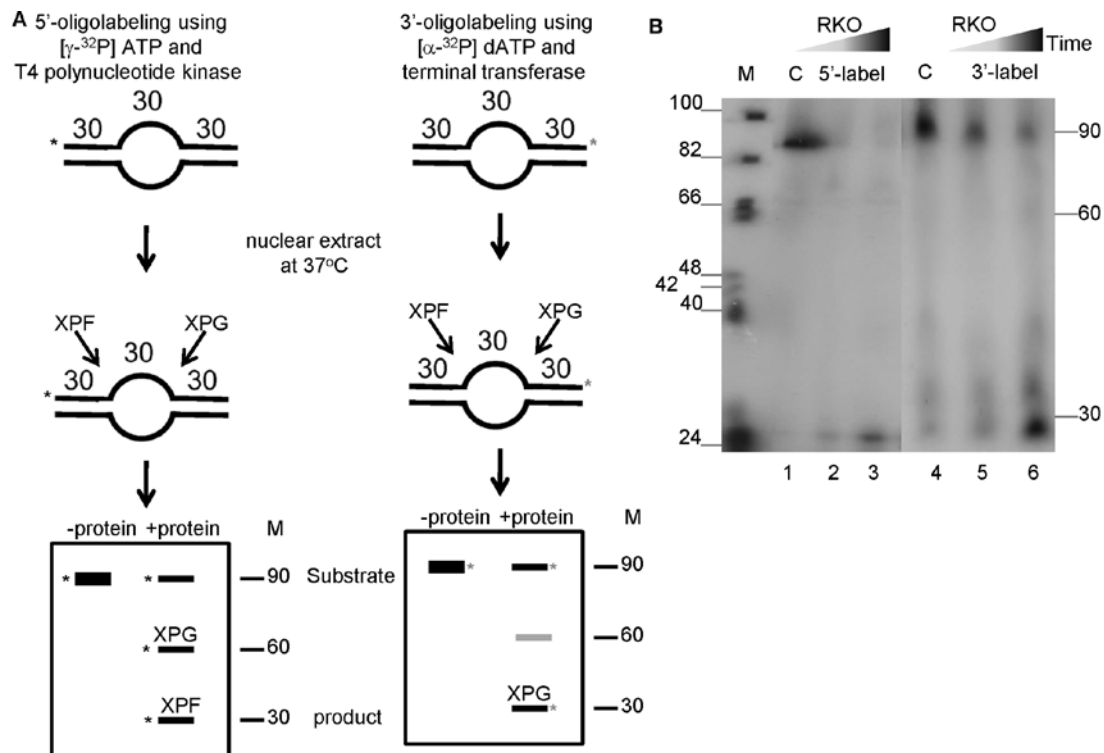 A
5'-oligolabeling using
[γ-³²P] ATP and
T4 polynucleotide kinase
30
* 30 30
3'-oligolabeling using
[α-³²P] dATP and
terminal transferase
30
30 30 *
nuclear extract
at 37°C
XPF XPG
30
* 30 30
XPF XPG
30
30 30 *
-protein +protein M
* * 90
XPG
* 60
XPF
* 30
Substrate
product
-protein +protein M
* * 90
60
XPG
* 30
B
RKO RKO Time
M C 5'-label C 3'-label
100
82
66
48
42
40
24
90
60
30
1 2 3 4 5 6